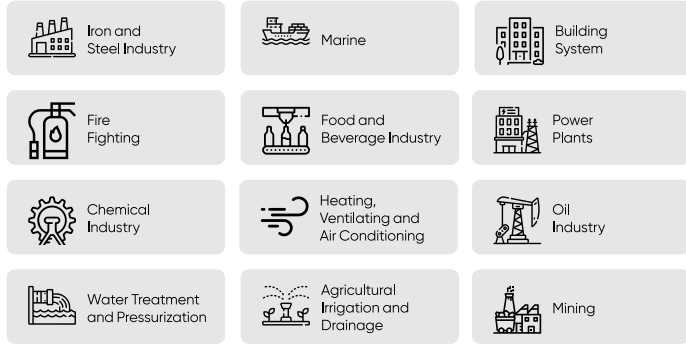 Iron and
Steel Industry
Marine
Building
System
Fire
Fighting
Food and
Beverage Industry
Power
Plants
Chemical
Industry
Heating,
Ventilating and
Air Conditioning
Oil
Industry
Water Treatment
and Pressurization
Agricultural
Irrigation and
Drainage
Mining